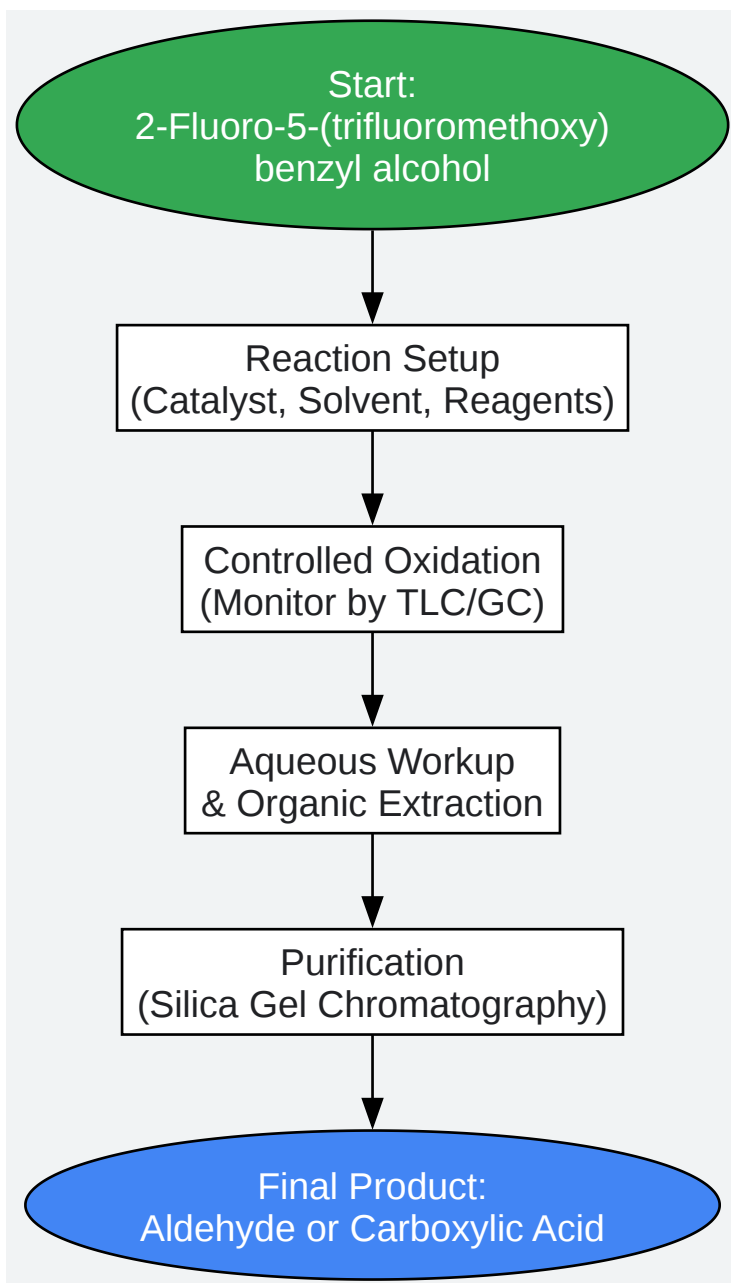 Start:
2-Fluoro-5-(trifluoromethoxy)
benzyl alcohol
Reaction Setup
(Catalyst, Solvent, Reagents)
Controlled Oxidation
(Monitor by TLC/GC)
Aqueous Workup
& Organic Extraction
Purification
(Silica Gel Chromatography)
Final Product:
Aldehyde or Carboxylic Acid